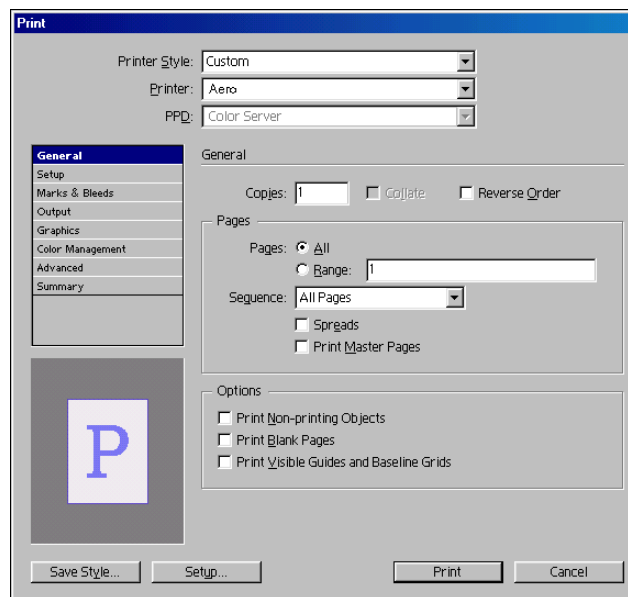 Print
Printer Style: Custom
Printer: Aero
PPD: Color Server
General
Setup
Marks & Bleeds
Output
Graphics
Color Management
Advanced
Summary
General
Copies: 1 Collate Reverse Order
Pages
Pages: All
Range: 1
Sequence: All Pages
Spreads
Print Master Pages
Options
Print Non-printing Objects
Print Blank Pages
Print Visible Guides and Baseline Grids
P
Save Style... Setup... Print Cancel